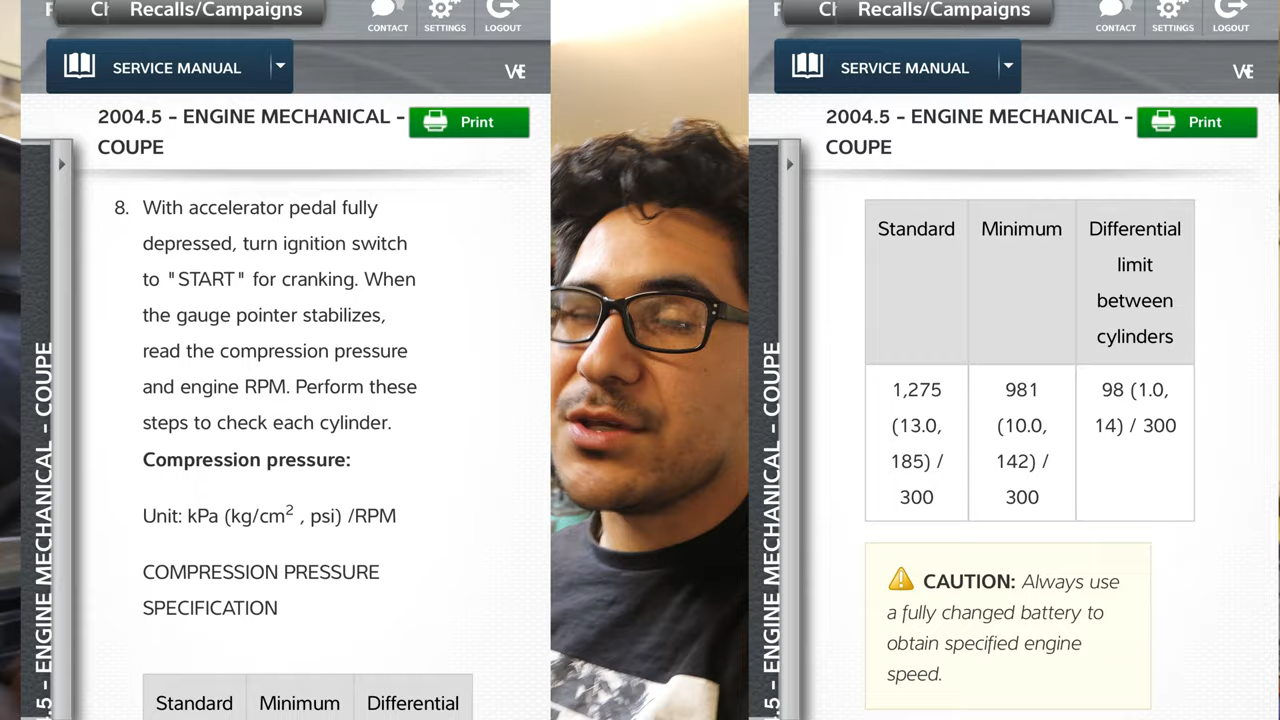 Recalls/Campaigns
CONTACT
SETTINGS
LOGOUT
SERVICE MANUAL
2004.5 - ENGINE MECHANICAL -
COUPE
Print
8. With accelerator pedal fully
depressed, turn ignition switch
to "START" for cranking. When
the gauge pointer stabilizes,
read the compression pressure
and engine RPM. Perform these
steps to check each cylinder.
Compression pressure:
Unit: kPa (kg/cm² , psi) /RPM
COMPRESSION PRESSURE
SPECIFICATION
Standard Minimum Differential
.5 - ENGINE MECHANICAL - COUPE
Recalls/Campaigns
CONTACT
SETTINGS
LOGOUT
SERVICE MANUAL
2004.5 - ENGINE MECHANICAL -
COUPE
Print
Standard
Minimum
Differential
limit
between
cylinders
1,275
(13.0,
185) /
300
981
(10.0,
142) /
300
98 (1.0,
14) / 300
CAUTION: Always use
a fully changed battery to
obtain specified engine
speed.
.5 - ENGINE MECHANICAL - COUPE